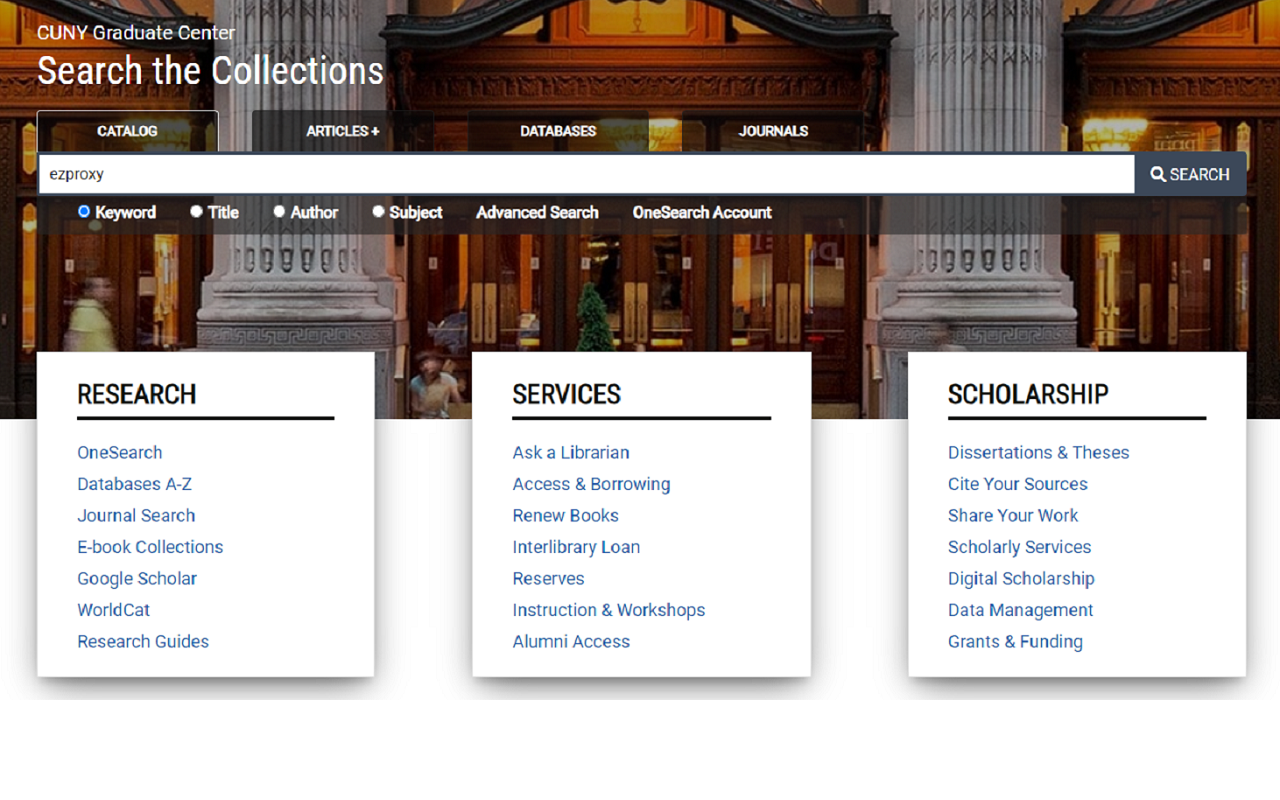 CUNY Graduate Center
Search the Collections
CATALOG ARTICLES + DATABASES JOURNALS
ezproxy SEARCH
Keyword Title Author Subject Advanced Search OneSearch Account
RESEARCH
OneSearch
Databases A-Z
Journal Search
E-book Collections
Google Scholar
WorldCat
Research Guides
SERVICES
Ask a Librarian
Access & Borrowing
Renew Books
Interlibrary Loan
Reserves
Instruction & Workshops
Alumni Access
SCHOLARSHIP
Dissertations & Theses
Cite Your Sources
Share Your Work
Scholarly Services
Digital Scholarship
Data Management
Grants & Funding